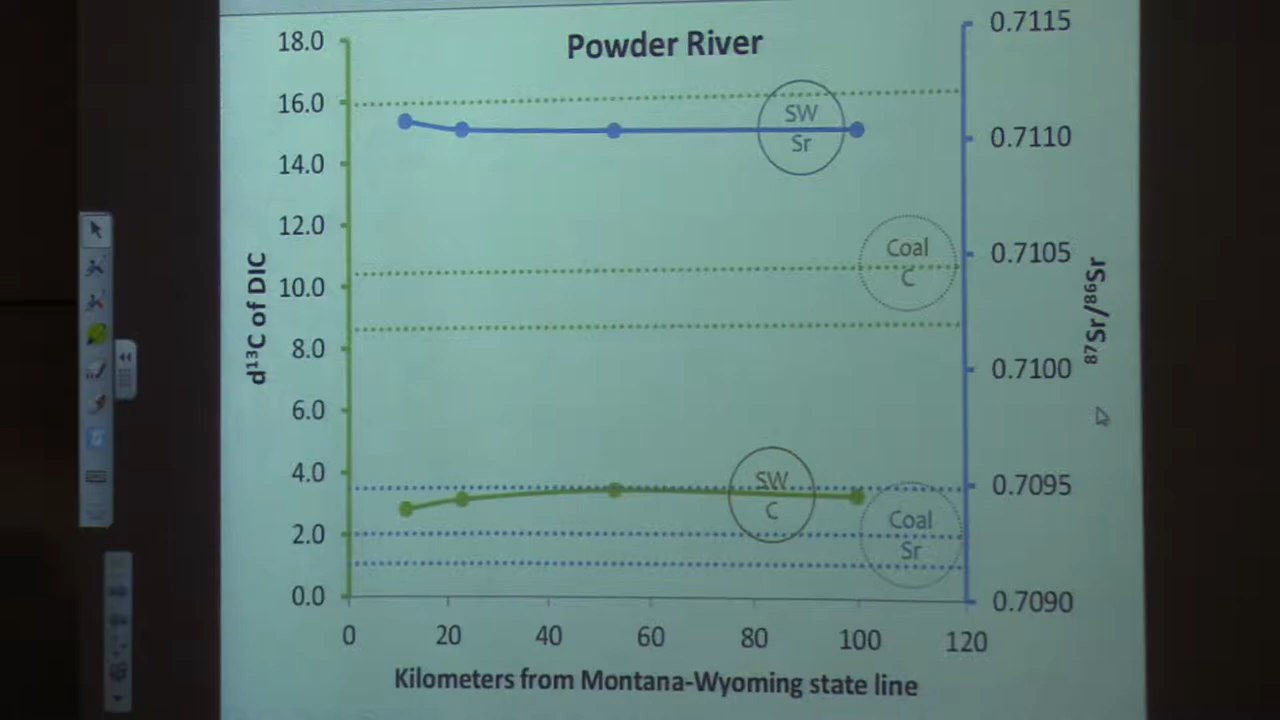 Powder River
18.0
16.0
14.0
12.0
10.0
8.0
6.0
4.0
2.0
0.0
d¹³C of DIC
0.7115
0.7110
0.7105
0.7100
0.7095
0.7090
⁸⁷Sr/⁸⁶Sr
SW
Sr
Coal
C
SW
C
Coal
Sr
0 20 40 60 80 100 120
Kilometers from Montana-Wyoming state line